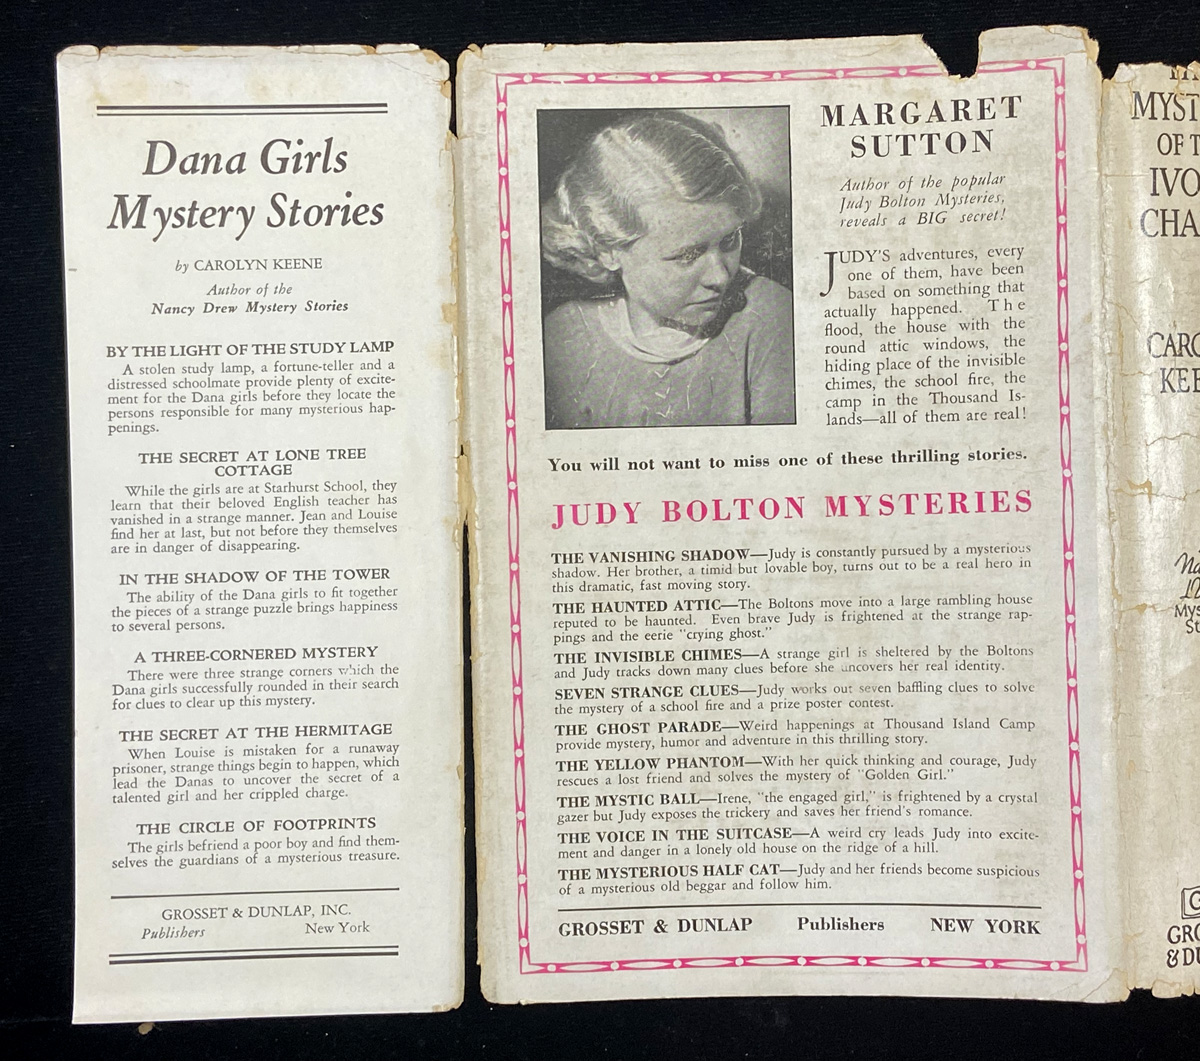 Dana Girls
Mystery Stories
by CAROLYN KEENE
Author of the
Nancy Drew Mystery Stories
BY THE LIGHT OF THE STUDY LAMP
A stolen study lamp, a fortune-teller and a
distressed schoolmate provide plenty of excite-
ment for the Dana girls before they locate the
persons responsible for many mysterious hap-
penings.
THE SECRET AT LONE TREE
COTTAGE
While the girls are at Starhurst School, they
learn that their beloved English teacher has
vanished in a strange manner. Jean and Louise
find her at last, but not before they themselves
are in danger of disappearing.
IN THE SHADOW OF THE TOWER
The ability of the Dana girls to fit together
the pieces of a strange puzzle brings happiness
to several persons.
A THREE-CORNERED MYSTERY
There were three strange corners which the
Dana girls successfully rounded in their search
for clues to clear up this mystery.
THE SECRET AT THE HERMITAGE
When Louise is mistaken for a runaway
prisoner, strange things begin to happen, which
lead the Danas to uncover the secret of a
talented girl and her crippled charge.
THE CIRCLE OF FOOTPRINTS
The girls befriend a poor boy and find them-
selves the guardians of a mysterious treasure.
GROSSET & DUNLAP, INC.
Publishers New York
MARGARET
SUTTON
Author of the popular
Judy Bolton Mysteries,
reveals a BIG secret!
JUDY'S adventures, every
one of them, have been
based on something that
actually happened. The
flood, the house with the
round attic windows, the
hiding place of the invisible
chimes, the school fire, the
camp in the Thousand Is-
lands—all of them are real!
You will not want to miss one of these thrilling stories.
JUDY BOLTON MYSTERIES
THE VANISHING SHADOW—Judy is constantly pursued by a mysterious
shadow. Her brother, a timid but lovable boy, turns out to be a real hero in
this dramatic, fast moving story.
THE HAUNTED ATTIC—The Boltons move into a large rambling house
reputed to be haunted. Even brave Judy is frightened at the strange rap-
pings and the eerie "crying ghost."
THE INVISIBLE CHIMES—A strange girl is sheltered by the Boltons
and Judy tracks down many clues before she uncovers her real identity.
SEVEN STRANGE CLUES—Judy works out seven baffling clues to solve
the mystery of a school fire and a prize poster contest.
THE GHOST PARADE—Weird happenings at Thousand Island Camp
provide mystery, humor and adventure in this thrilling story.
THE YELLOW PHANTOM—With her quick thinking and courage, Judy
rescues a lost friend and solves the mystery of "Golden Girl."
THE MYSTIC BALL—Irene, "the engaged girl," is frightened by a crystal
gazer but Judy exposes the trickery and saves her friend's romance.
THE VOICE IN THE SUITCASE—A weird cry leads Judy into excite-
ment and danger in a lonely old house on the ridge of a hill.
THE MYSTERIOUS HALF CAT—Judy and her friends become suspicious
of a mysterious old beggar and follow him.
GROSSET & DUNLAP Publishers NEW YORK
MYST
OF T
IVO
CHA
CARO
KEE
Na
Mys
St
GRO
& DU